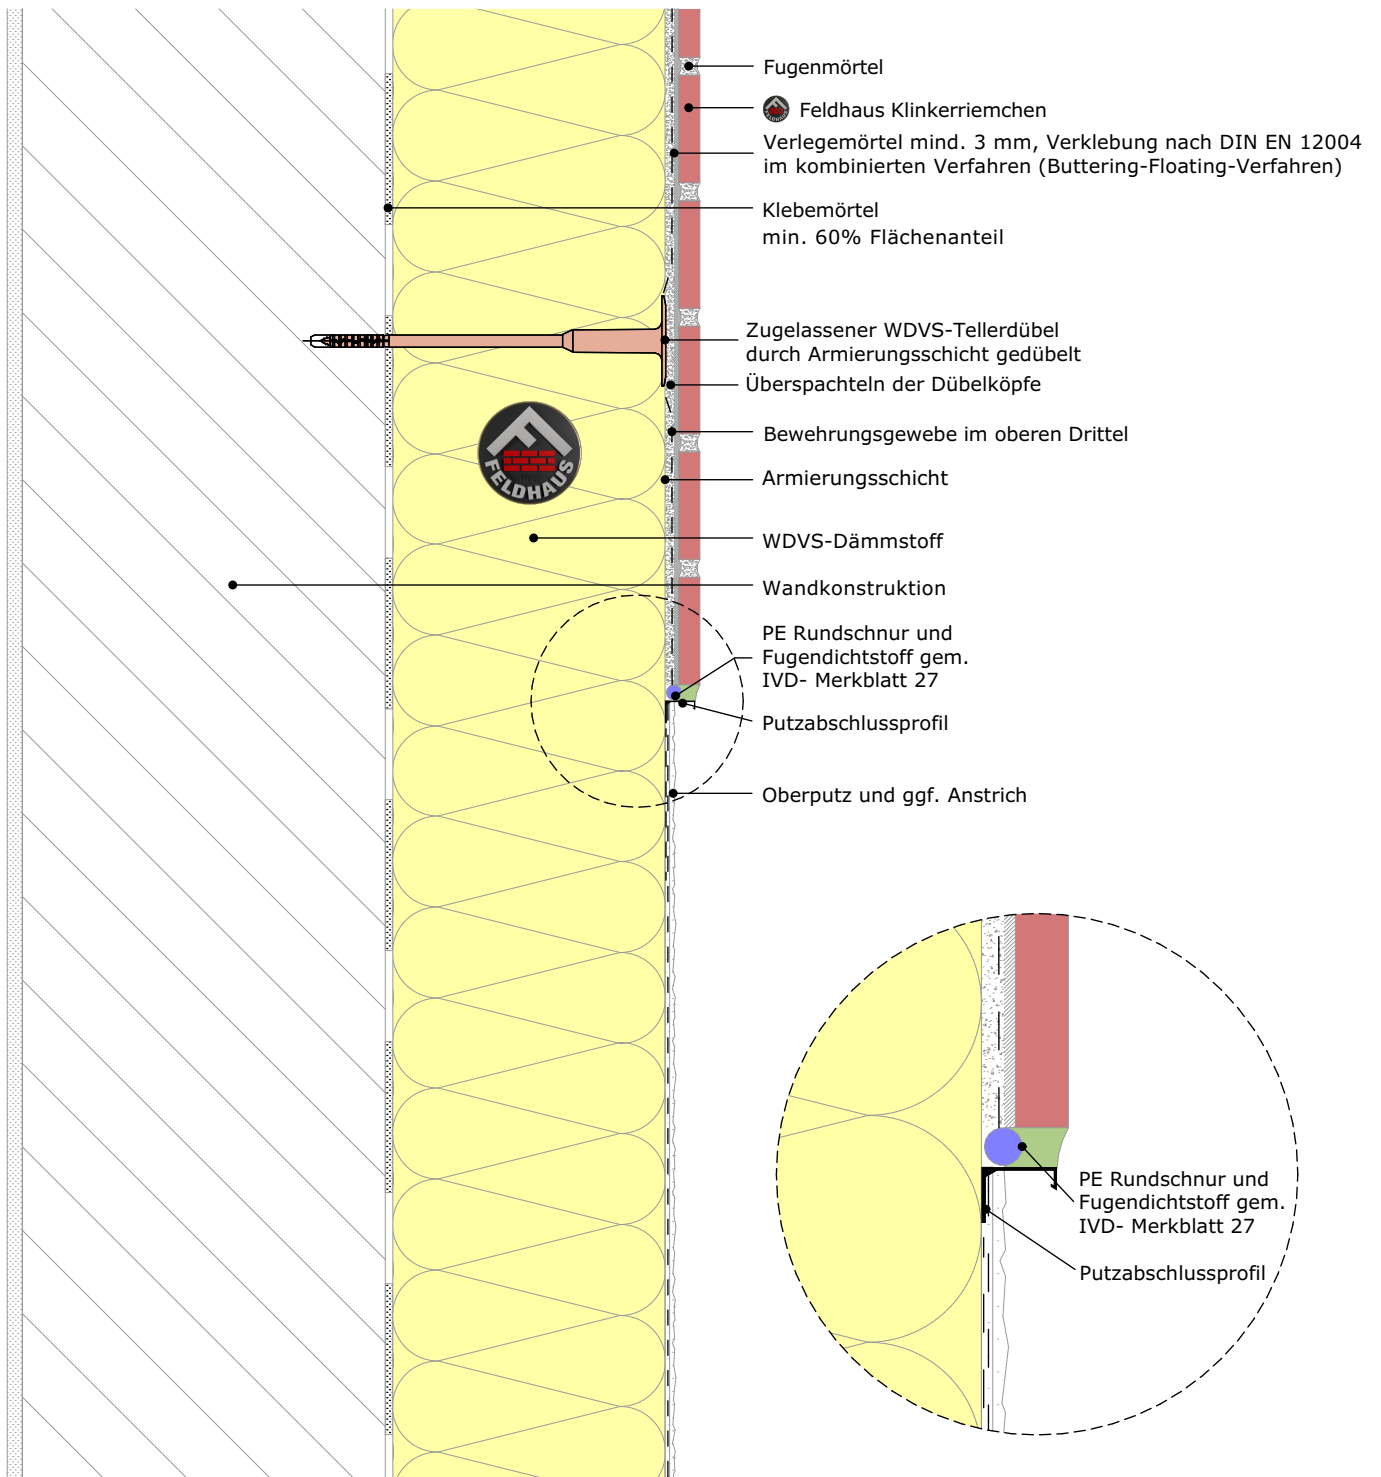 Fugenmörtel
FELDHAUS
Feldhaus Klinkerriemchen
Verlegemörtel mind. 3 mm, Verklebung nach DIN EN 12004
im kombinierten Verfahren (Buttering-Floating-Verfahren)
Klebemörtel
min. 60% Flächenanteil
Zugelassener WDVS-Tellerdübel
durch Armierungsschicht gedübelt
Überspachteln der Dübelköpfe
FELDHAUS
Bewehrungsgewebe im oberen Drittel
Armierungsschicht
WDVS-Dämmstoff
Wandkonstruktion
PE Rundschnur und
Fugendichtstoff gem.
IVD- Merkblatt 27
Putzabschlussprofil
Oberputz und ggf. Anstrich
PE Rundschnur und
Fugendichtstoff gem.
IVD- Merkblatt 27
Putzabschlussprofil